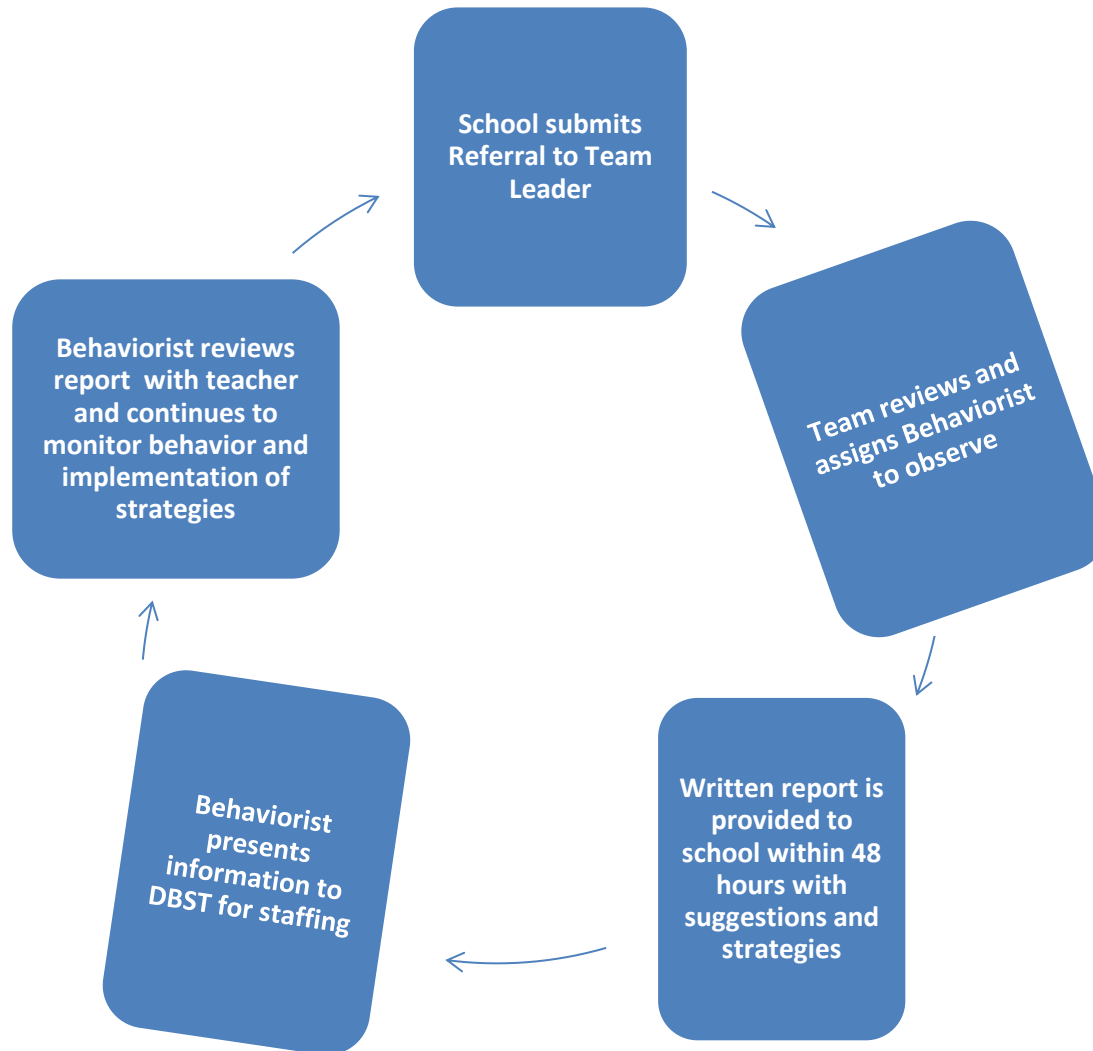 School submits
Referral to Team
Leader
Team reviews and
assigns Behaviorist
to observe
Written report is
provided to
school within 48
hours with
suggestions and
strategies
Behaviorist
presents
information to
DBST for staffing
Behaviorist reviews
report  with teacher
and continues to
monitor behavior and
implementation of
strategies